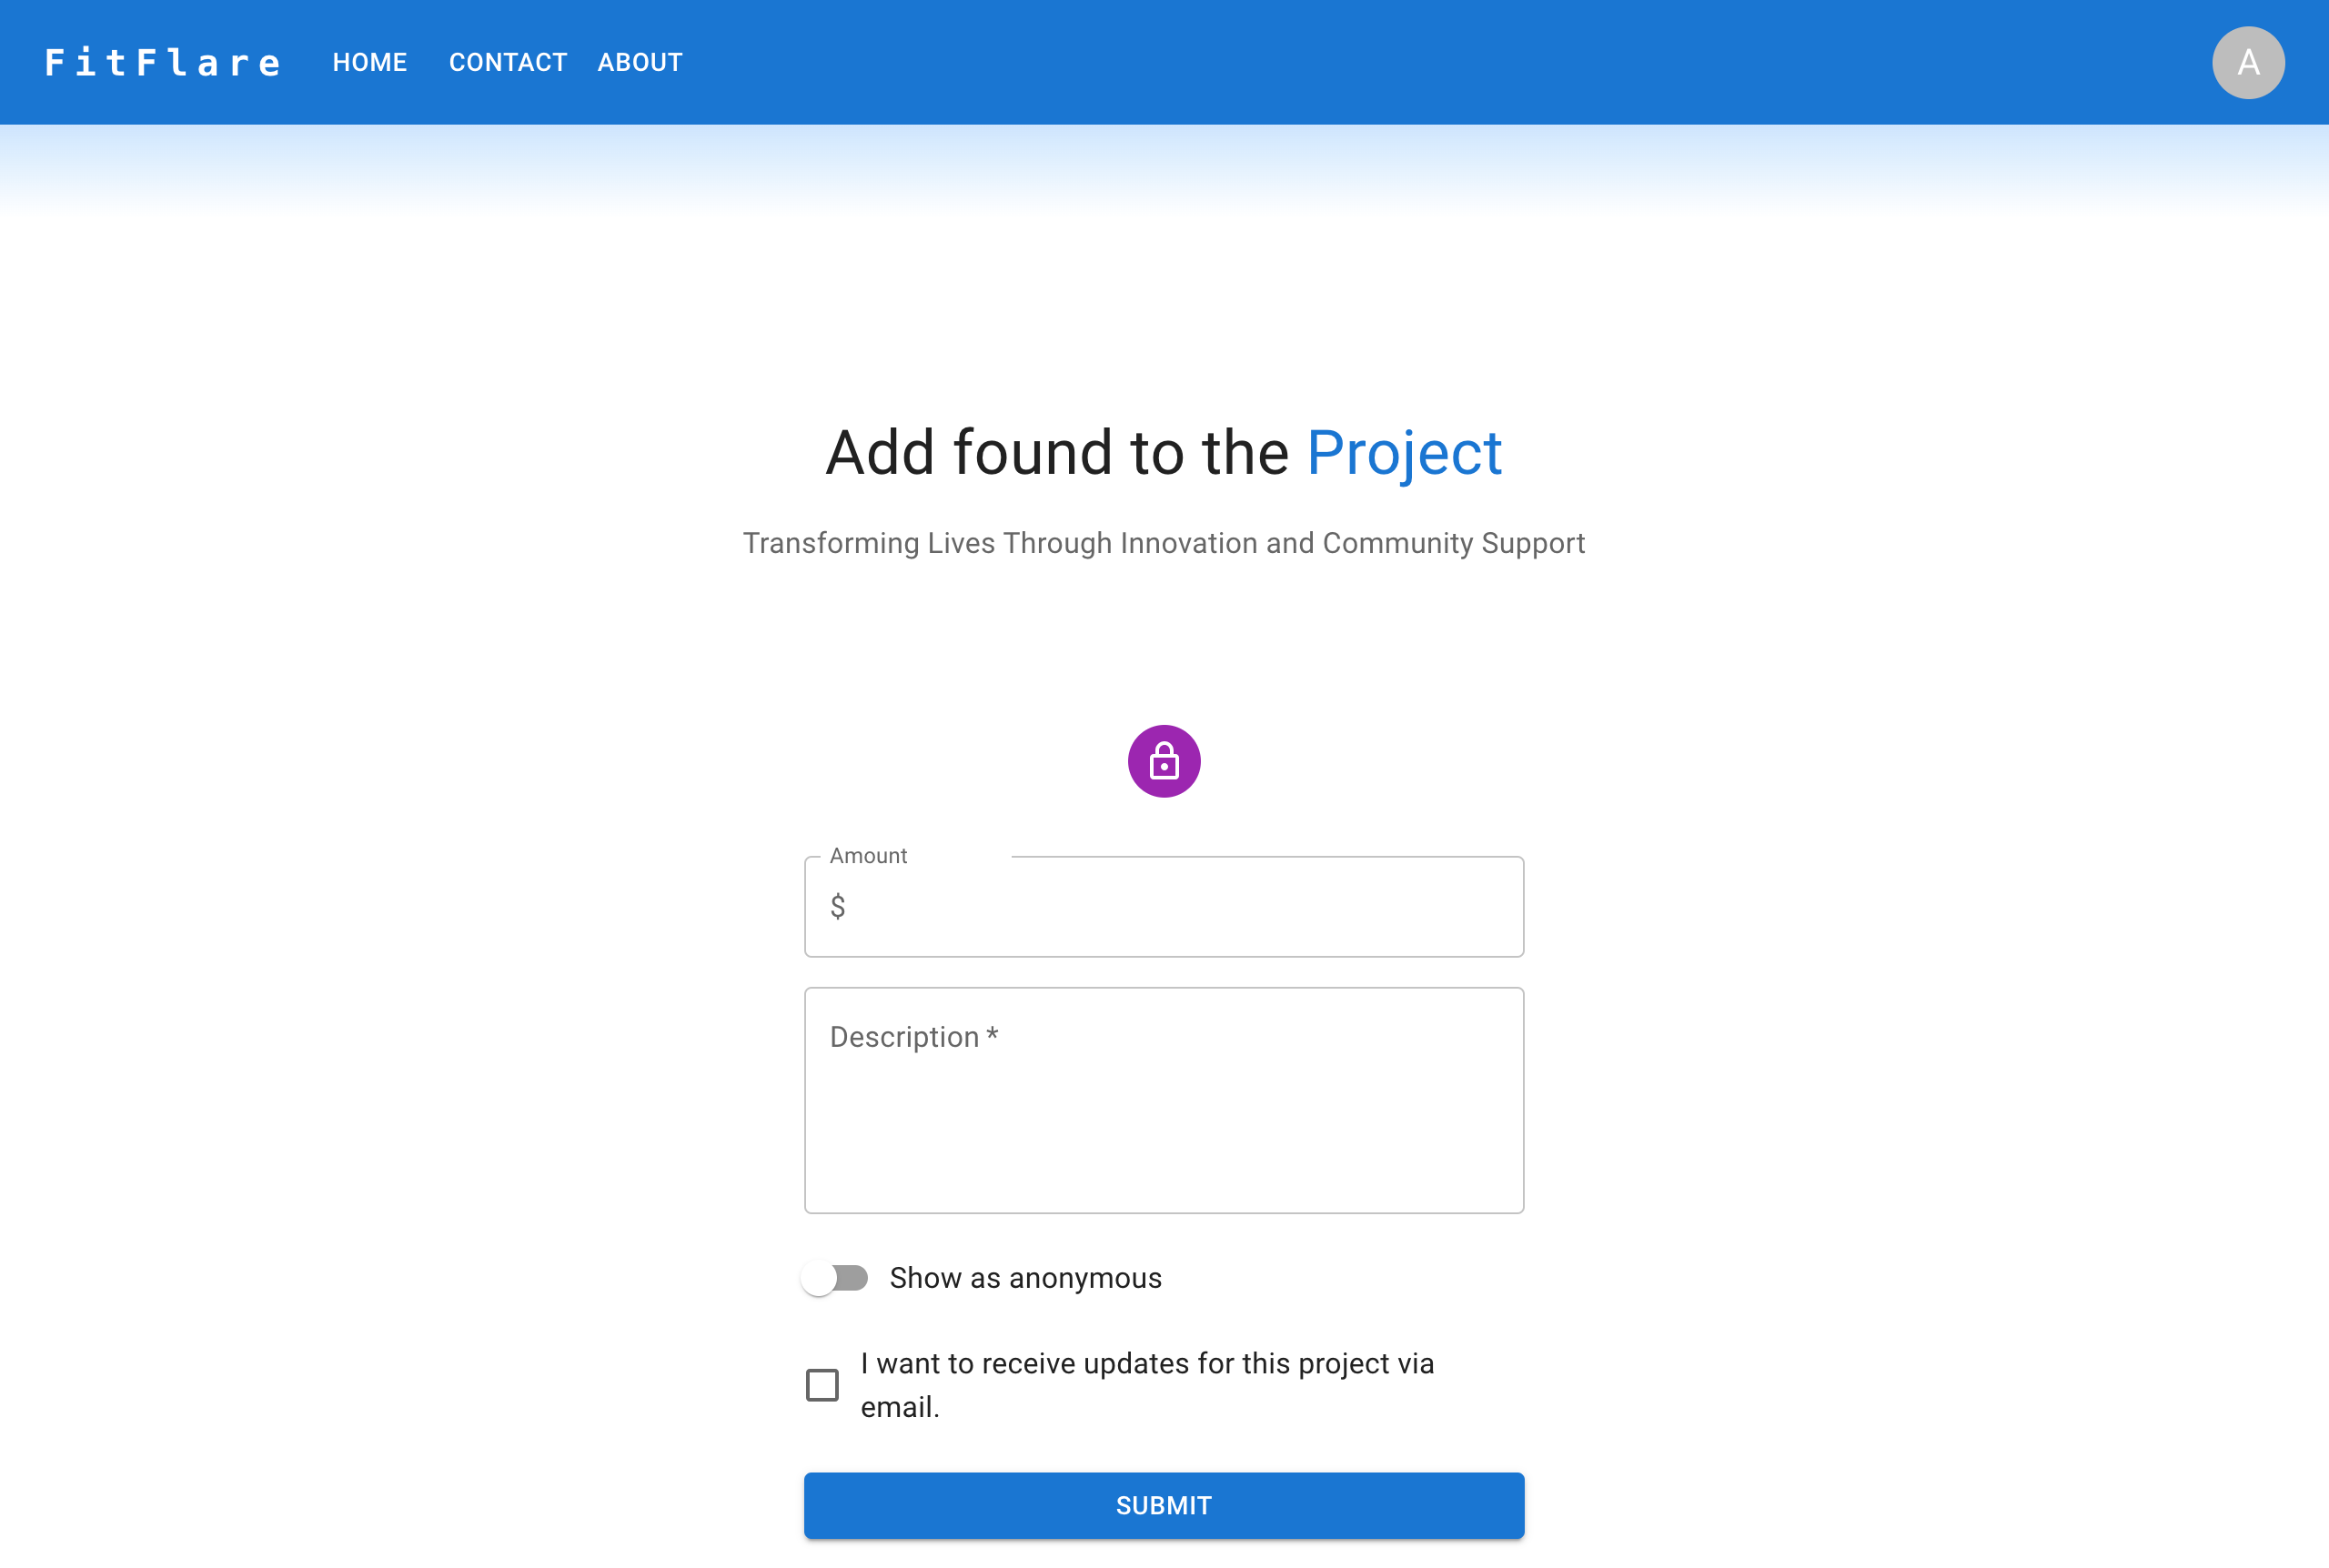 FitFlare HOME CONTACT ABOUT A
Add found to the Project
Transforming Lives Through Innovation and Community Support
Amount
$
Description *
Show as anonymous
I want to receive updates for this project via
email.
SUBMIT